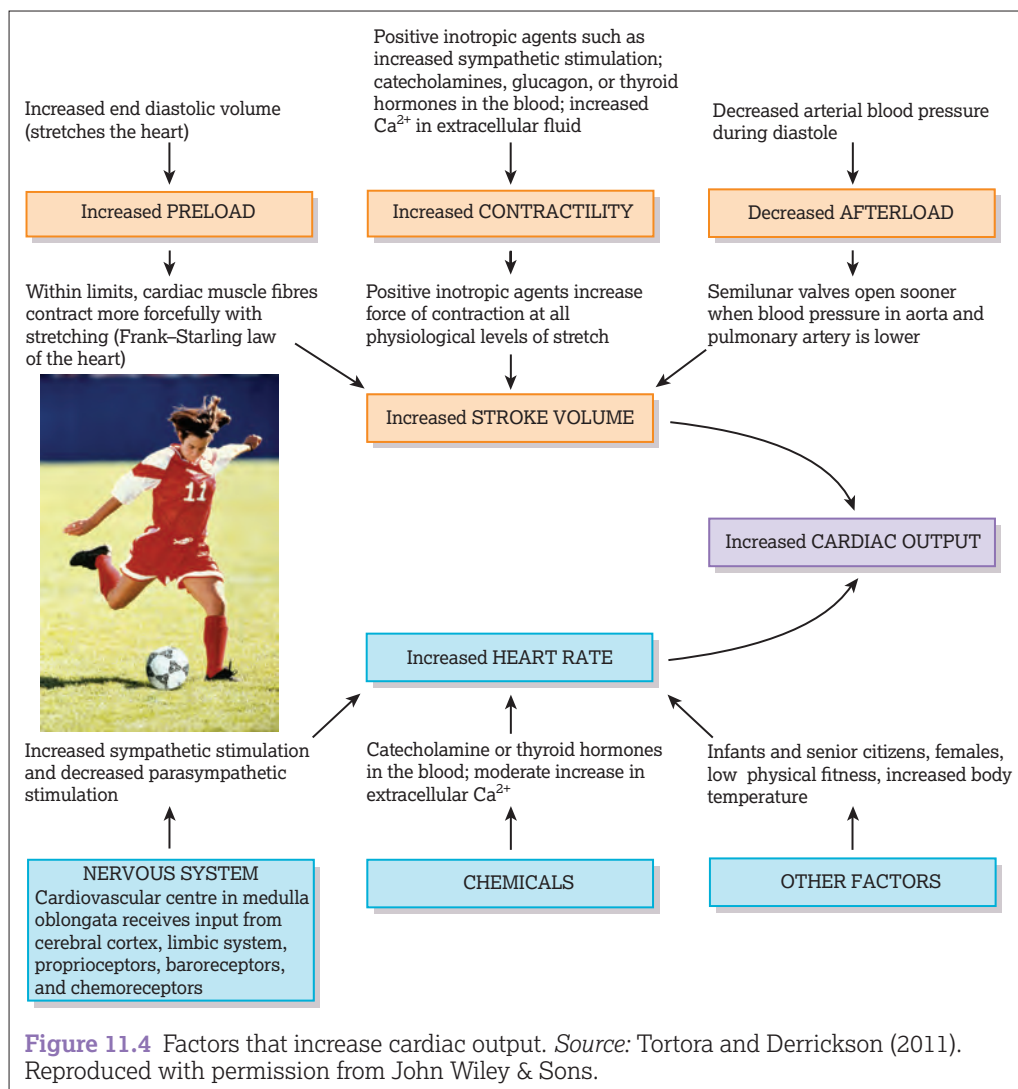 Increased end diastolic volume
(stretches the heart)
Positive inotropic agents such as
increased sympathetic stimulation;
catecholamines, glucagon, or thyroid
hormones in the blood; increased
Ca²⁺ in extracellular fluid
Decreased arterial blood pressure
during diastole
Increased PRELOAD
Increased CONTRACTILITY
Decreased AFTERLOAD
Within limits, cardiac muscle fibres
contract more forcefully with
stretching (Frank–Starling law
of the heart)
Positive inotropic agents increase
force of contraction at all
physiological levels of stretch
Semilunar valves open sooner
when blood pressure in aorta and
pulmonary artery is lower
Increased STROKE VOLUME
11
Increased CARDIAC OUTPUT
Increased HEART RATE
Increased sympathetic stimulation
and decreased parasympathetic
stimulation
Catecholamine or thyroid hormones
in the blood; moderate increase in
extracellular Ca²⁺
Infants and senior citizens, females,
low physical fitness, increased body
temperature
NERVOUS SYSTEM
Cardiovascular centre in medulla
oblongata receives input from
cerebral cortex, limbic system,
proprioceptors, baroreceptors,
and chemoreceptors
CHEMICALS
OTHER FACTORS
Figure 11.4 Factors that increase cardiac output. Source: Tortora and Derrickson (2011).
Reproduced with permission from John Wiley & Sons.